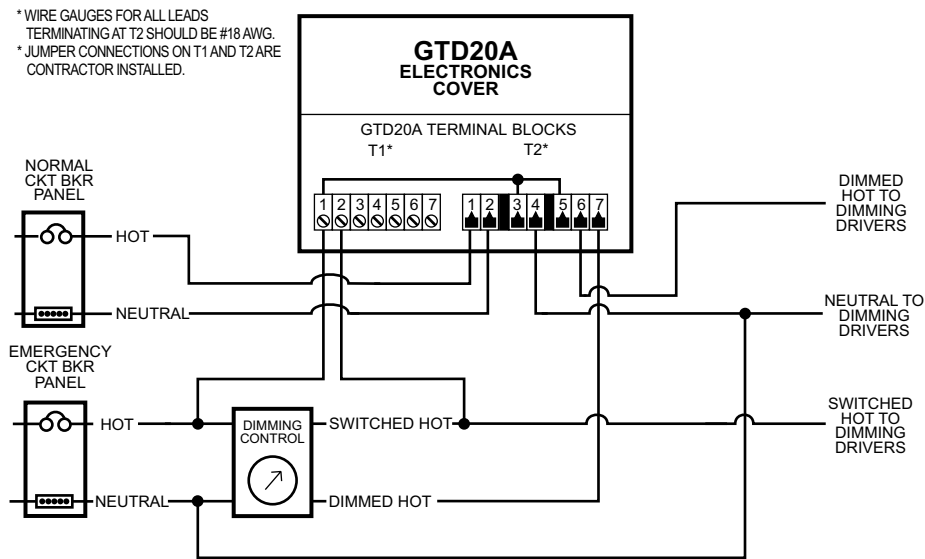 * WIRE GAUGES FOR ALL LEADS
TERMINATING AT T2 SHOULD BE #18 AWG.
* JUMPER CONNECTIONS ON T1 AND T2 ARE
CONTRACTOR INSTALLED.
GTD20A
ELECTRONICS
COVER
GTD20A TERMINAL BLOCKS
T1*
T2*
1 2 3 4 5 6 7
1 2 3 4 5 6 7
NORMAL
CKT BKR
PANEL
HOT
NEUTRAL
EMERGENCY
CKT BKR
PANEL
HOT
NEUTRAL
DIMMING
CONTROL
SWITCHED HOT
DIMMED HOT
DIMMED
HOT TO
DIMMING
DRIVERS
NEUTRAL TO
DIMMING
DRIVERS
SWITCHED
HOT TO
DIMMING
DRIVERS